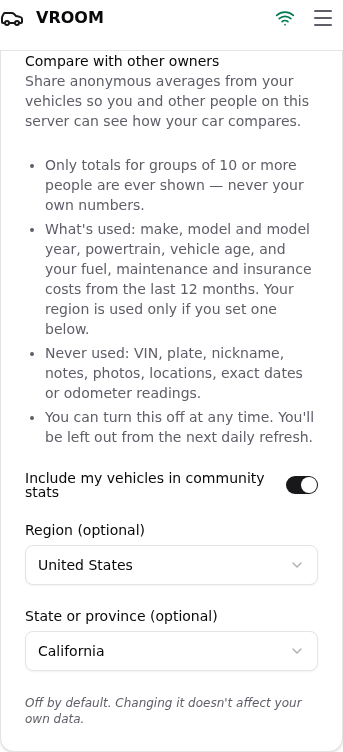 VROOM
Compare with other owners
Share anonymous averages from your
vehicles so you and other people on this
server can see how your car compares.
• Only totals for groups of 10 or more
people are ever shown — never your
own numbers.
• What's used: make, model and model
year, powertrain, vehicle age, and
your fuel, maintenance and insurance
costs from the last 12 months. Your
region is used only if you set one
below.
• Never used: VIN, plate, nickname,
notes, photos, locations, exact dates
or odometer readings.
• You can turn this off at any time. You'll
be left out from the next daily refresh.
Include my vehicles in community
stats
Region (optional)
United States
State or province (optional)
California
Off by default. Changing it doesn't affect your
own data.